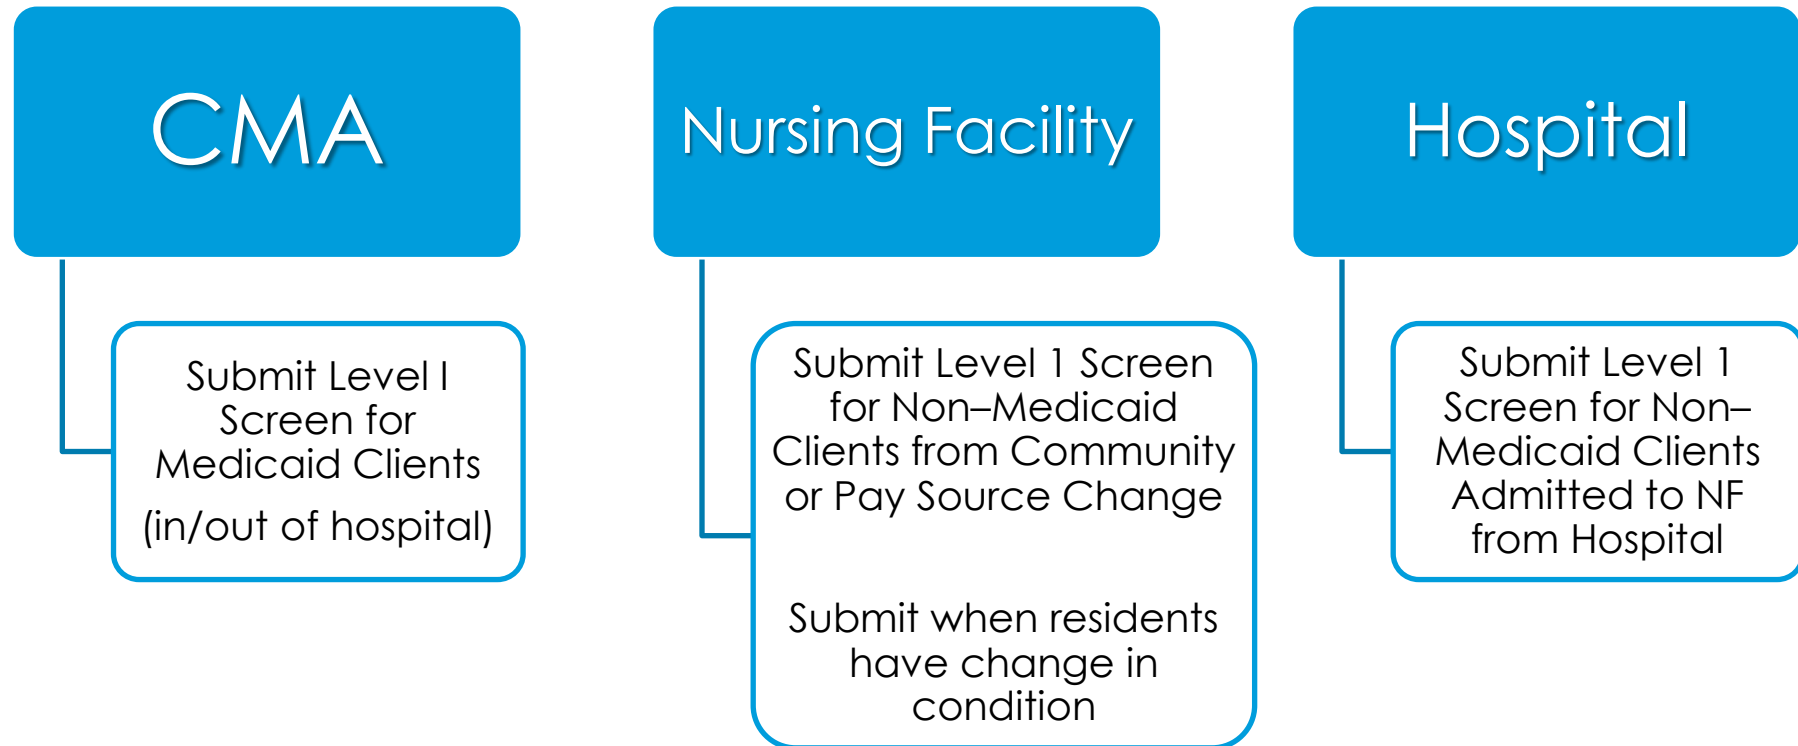 CMA
Submit Level I
Screen for
Medicaid Clients
(in/out of hospital)
Nursing Facility
Submit Level 1 Screen
for Non–Medicaid
Clients from Community
or Pay Source Change
Submit when residents
have change in
condition
Hospital
Submit Level 1
Screen for Non–
Medicaid Clients
Admitted to NF
from Hospital